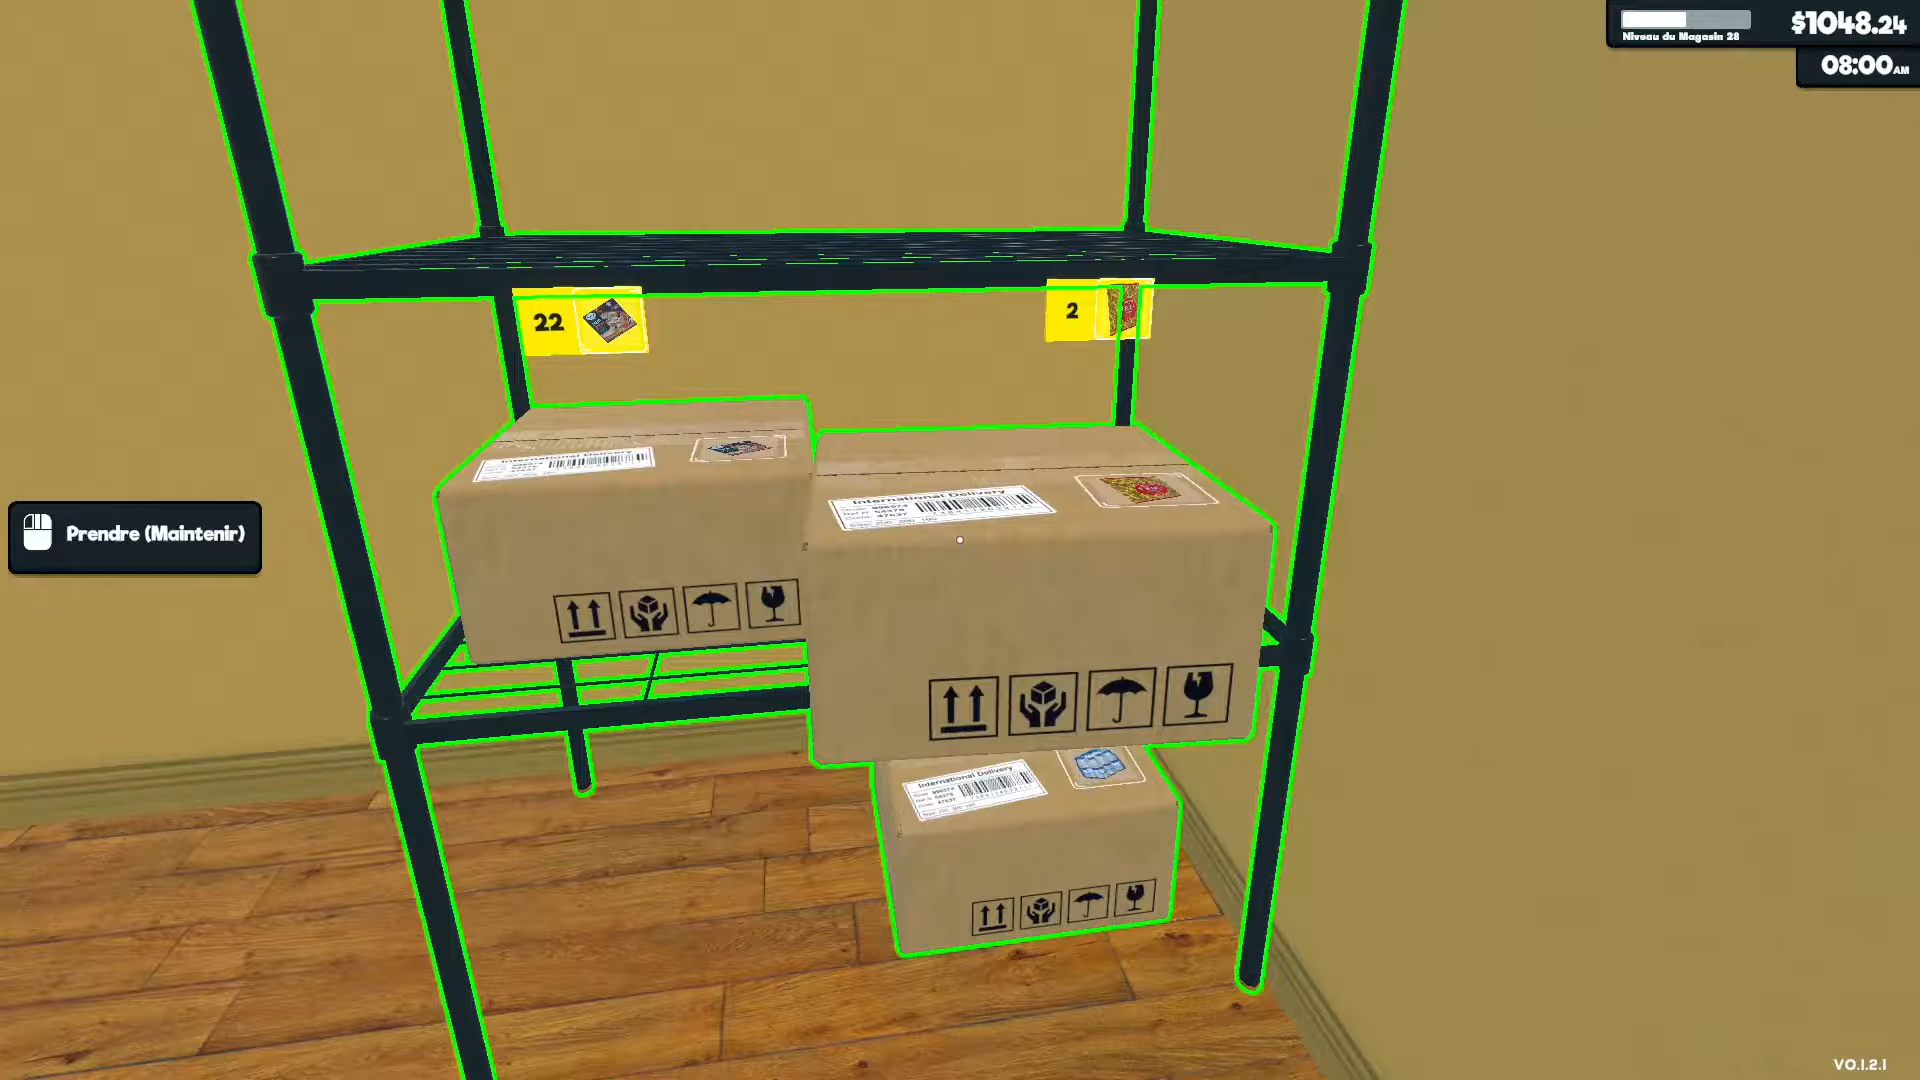 $1048.24
Niveau du Magasin 28
08:00AM
22
2
International Delivery
International Delivery
Prendre (Maintenir)
International Delivery
V0.1.2.1